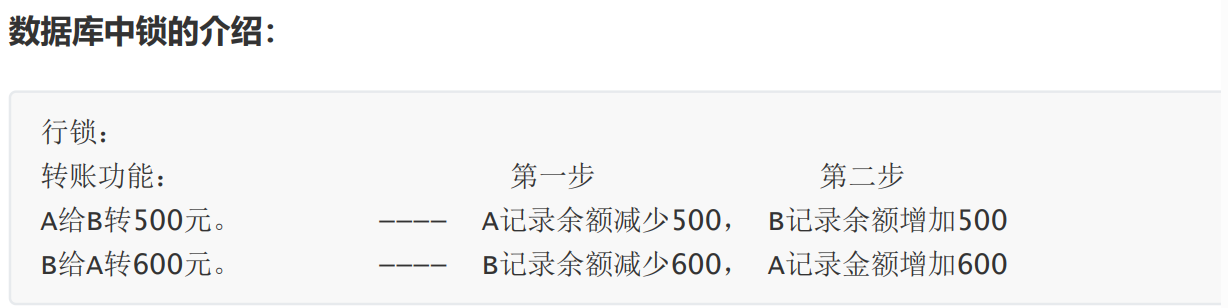 数据库中锁的介绍：
行锁：
转账功能： 第一步 第二步
A给B转500元。 ---- A记录余额减少500， B记录余额增加500
B给A转600元。 ---- B记录余额减少600， A记录金额增加600